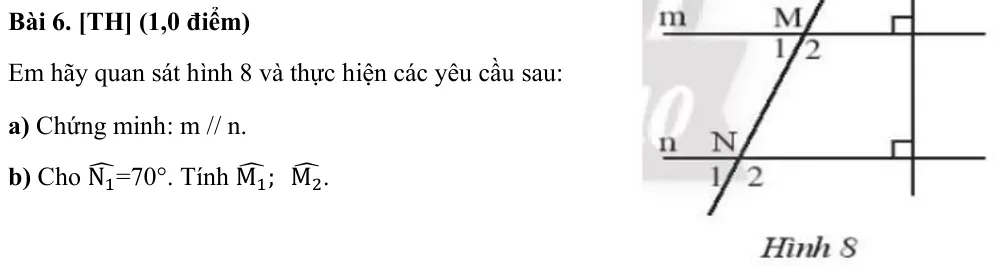 Bài 6. [TH] (1,0 điểm)
Em hãy quan sát hình 8 và thực hiện các yêu cầu sau:
a) Chứng minh: m // n.
b) Cho N̂₁=70°. Tính M̂₁; M̂₂.
m M
1 2
n N
1 2
Hình 8